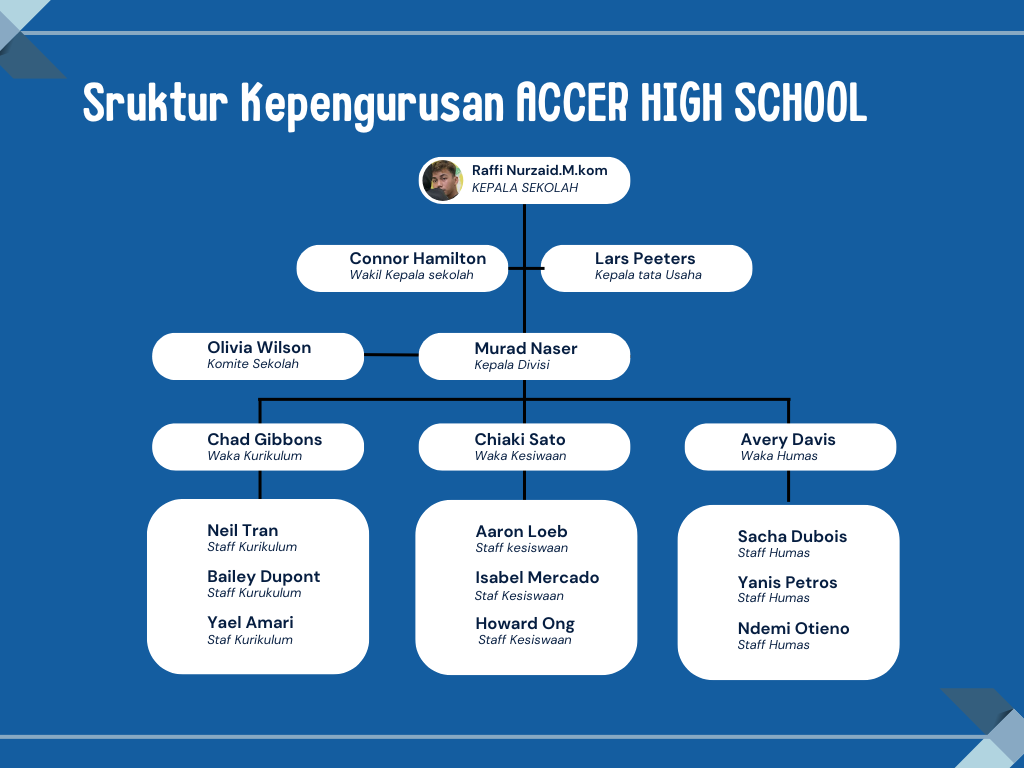 Sruktur Kepengurusan ACCER HIGH SCHOOL
Raffi Nurzaid.M.kom
KEPALA SEKOLAH
Connor Hamilton
Wakil Kepala sekolah
Lars Peeters
Kepala tata Usaha
Olivia Wilson
Komite Sekolah
Murad Naser
Kepala Divisi
Chad Gibbons
Waka Kurikulum
Chiaki Sato
Waka Kesiwaan
Avery Davis
Waka Humas
Neil Tran
Staff Kurikulum
Bailey Dupont
Staff Kurukulum
Yael Amari
Staf Kurikulum
Aaron Loeb
Staff kesiswaan
Isabel Mercado
Staf Kesiswaan
Howard Ong
Staff Kesiswaan
Sacha Dubois
Staff Humas
Yanis Petros
Staff Humas
Ndemi Otieno
Staff Humas